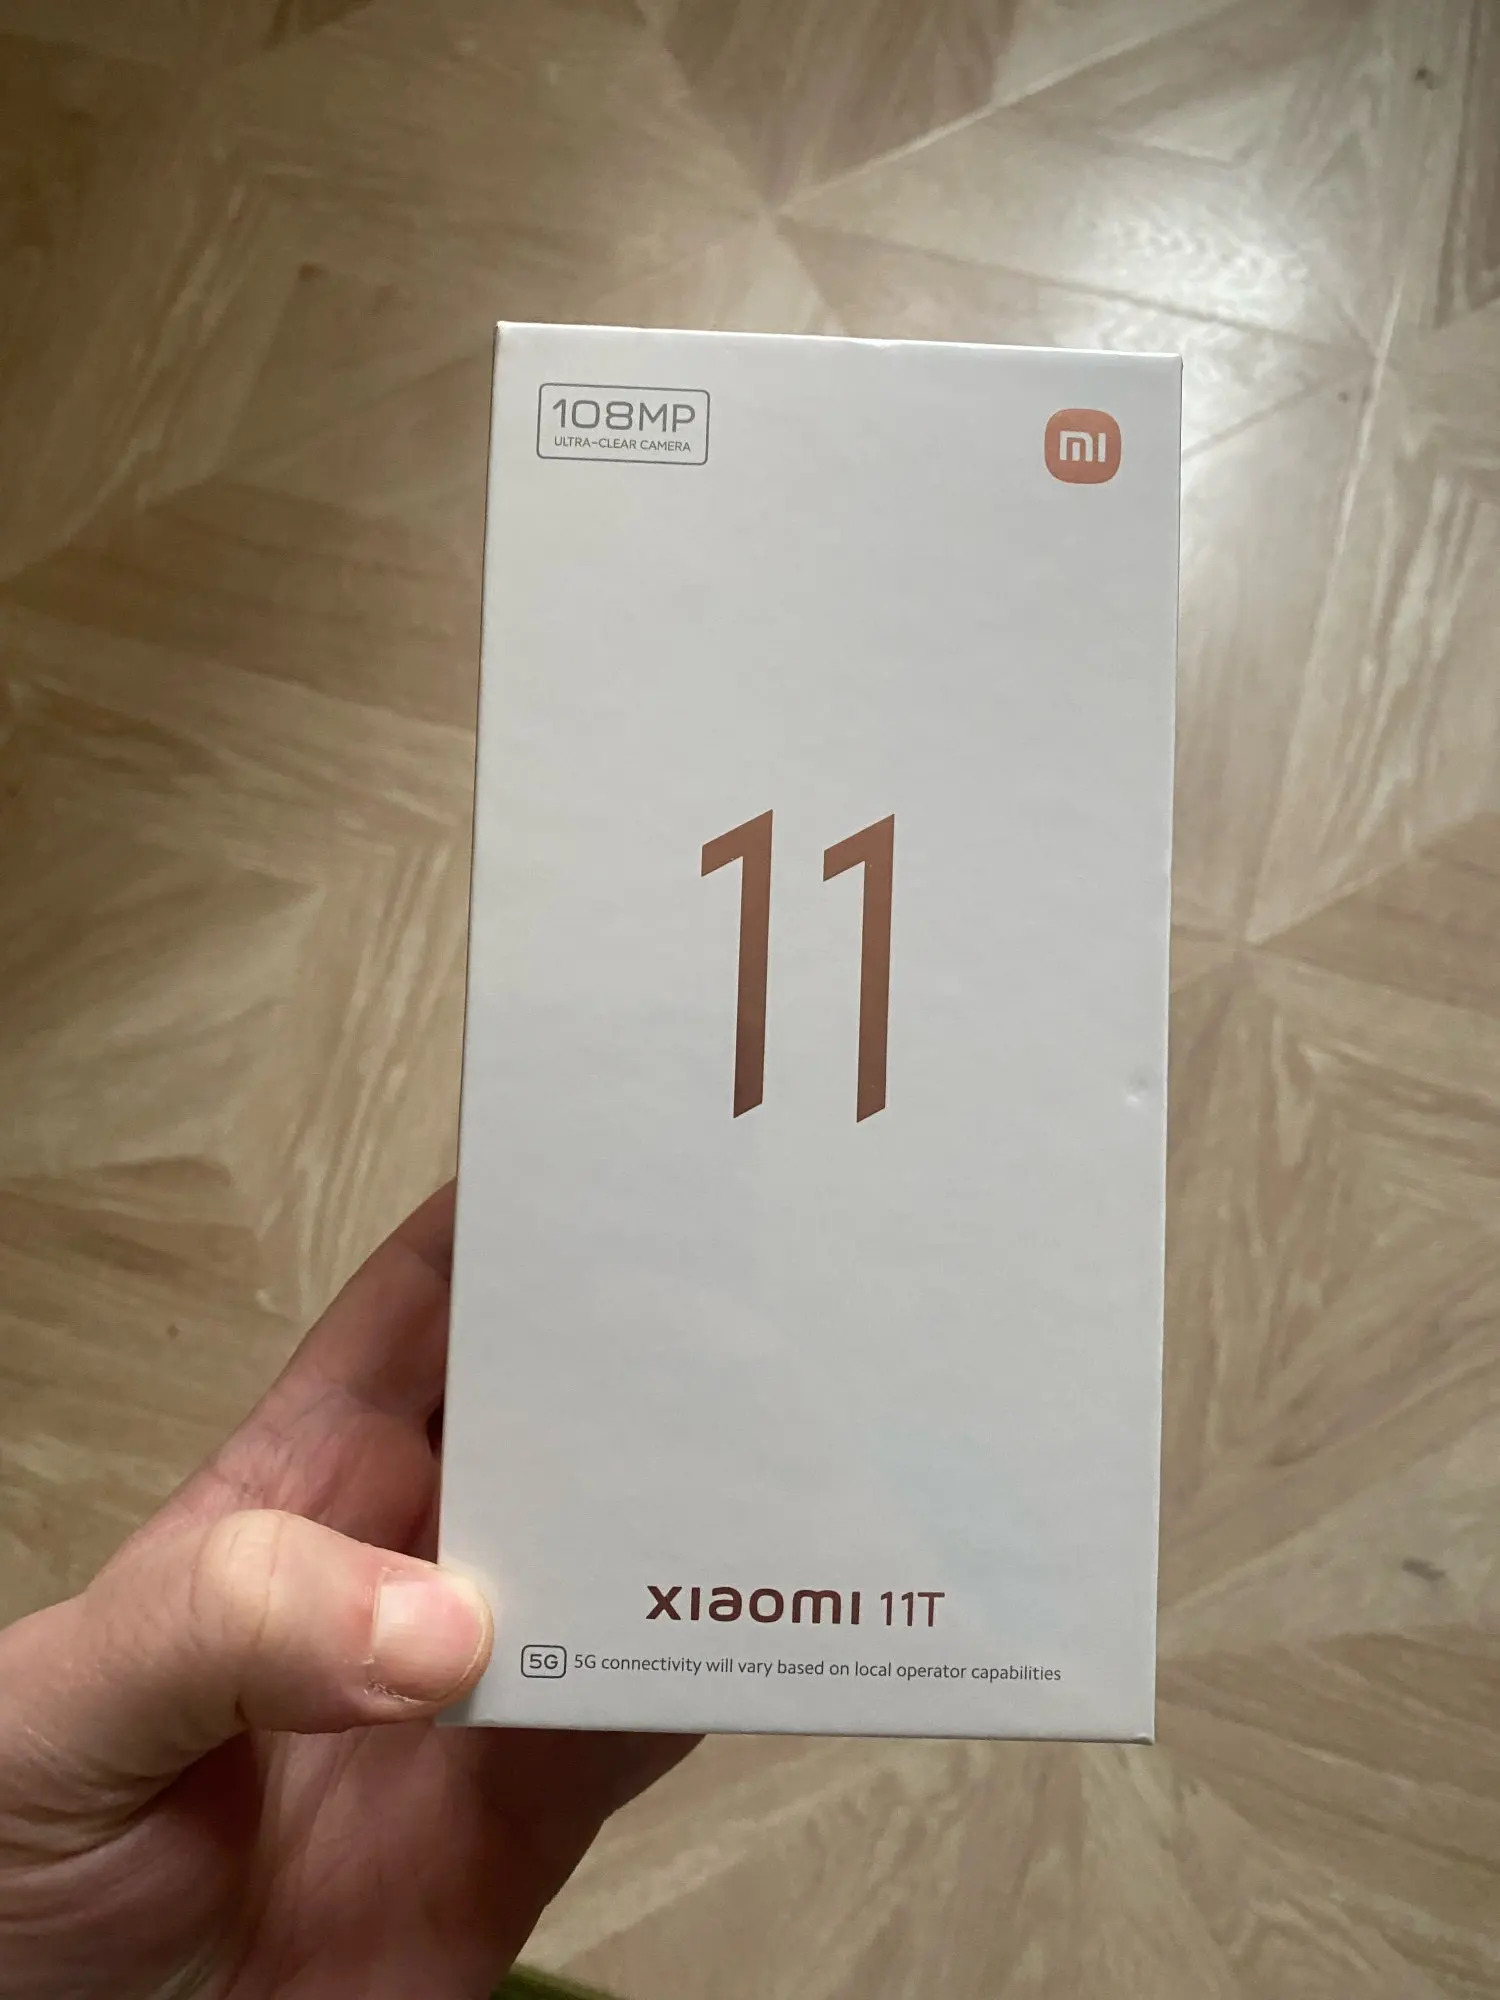 108MP
ULTRA-CLEAR CAMERA
mi
11
xiaomi 11T
5G 5G connectivity will vary based on local operator capabilities